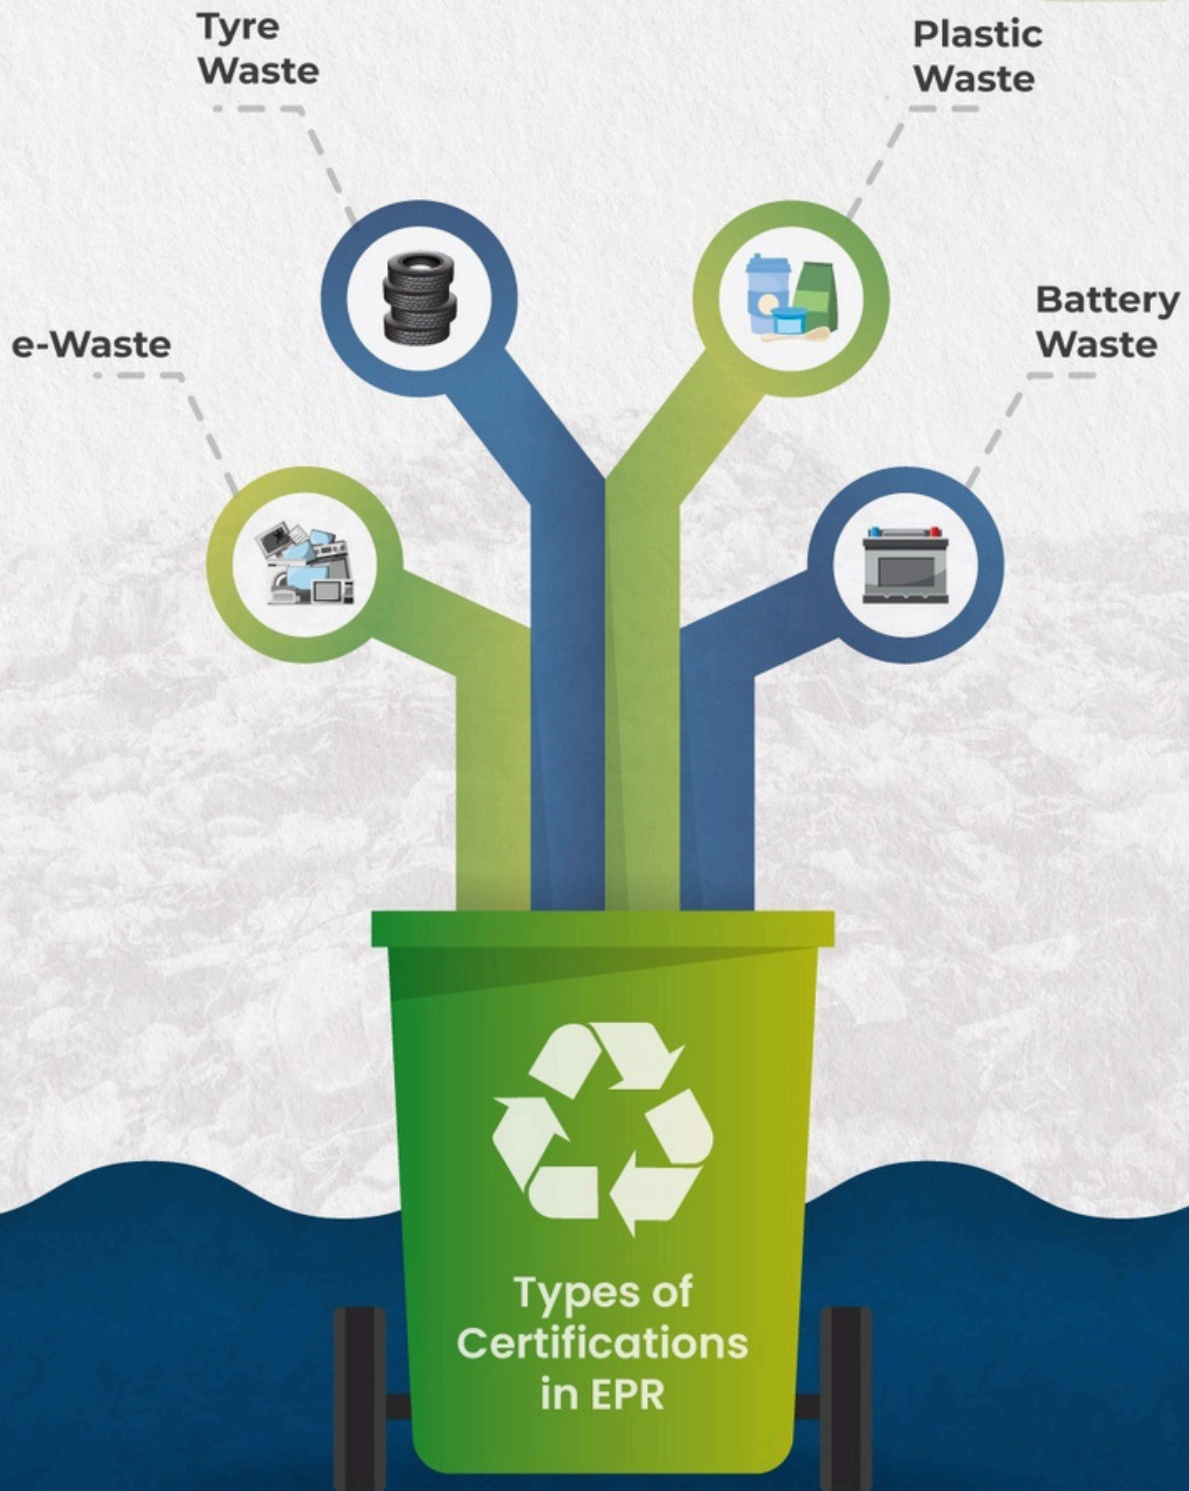 Tyre
Waste
Plastic
Waste
e-Waste
Battery
Waste
Types of
Certifications
in EPR